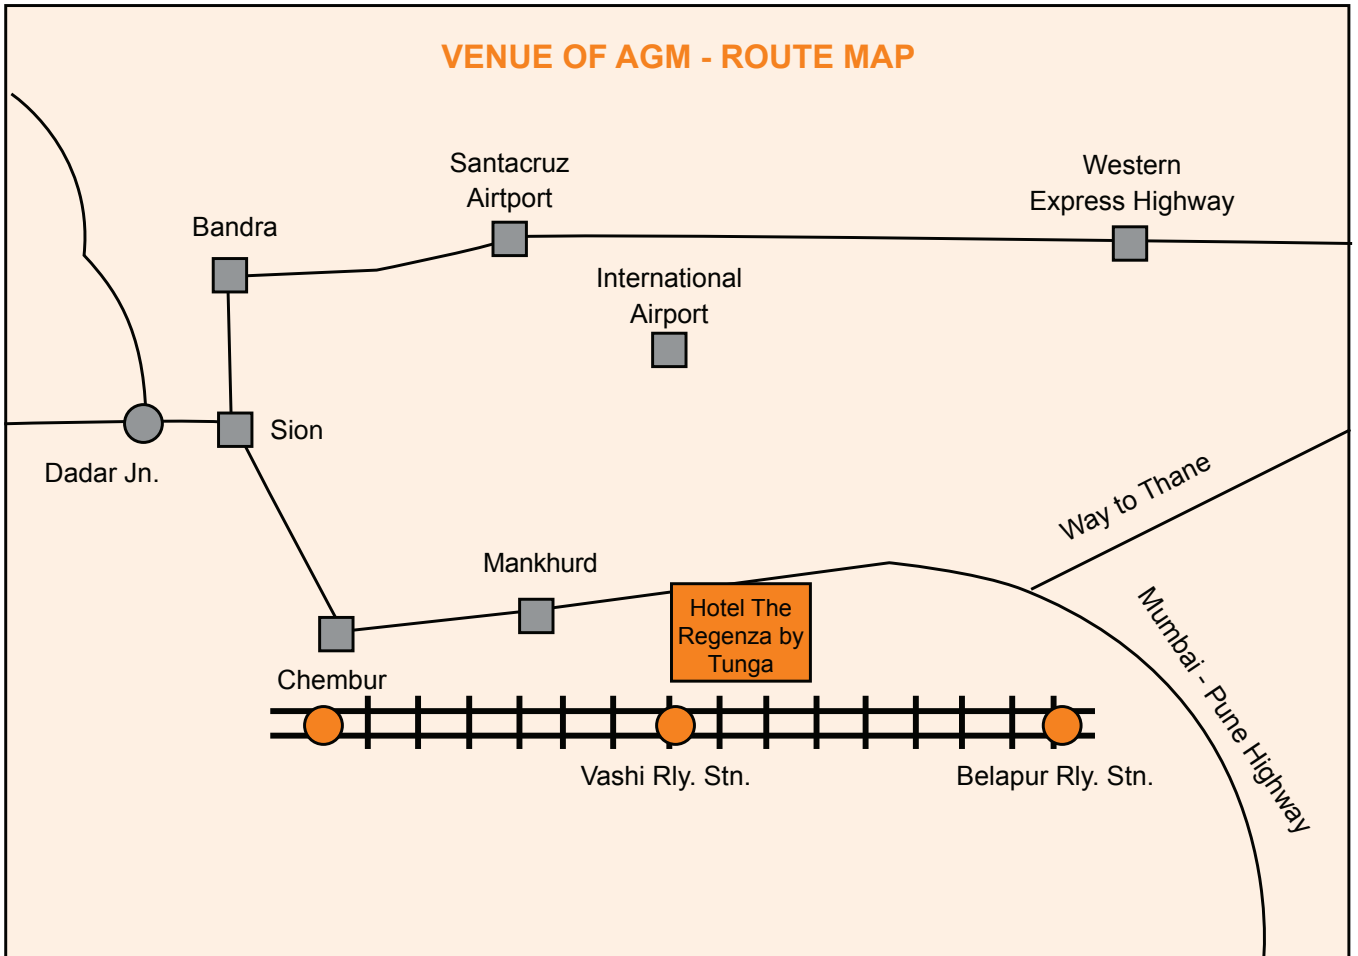 VENUE OF AGM - ROUTE MAP
Santacruz
Airtport
Western
Express Highway
Bandra
International
Airport
Sion
Dadar Jn.
Way to Thane
Mankhurd
Hotel The
Regenza by
Tunga
Mumbai - Pune Highway
Chembur
Vashi Rly. Stn.
Belapur Rly. Stn.